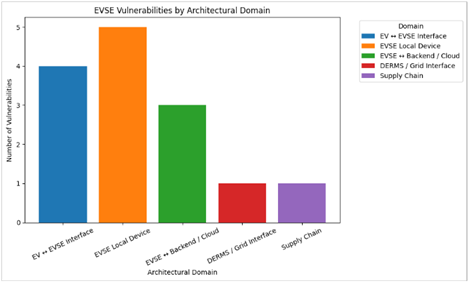 EVSE Vulnerabilities by Architectural Domain
Number of Vulnerabilities
5
4
3
2
1
0
EV ↔ EVSE Interface
EVSE Local Device
EVSE ↔ Backend / Cloud
DERMS / Grid Interface
Supply Chain
Architectural Domain
Domain
EV ↔ EVSE Interface
EVSE Local Device
EVSE ↔ Backend / Cloud
DERMS / Grid Interface
Supply Chain